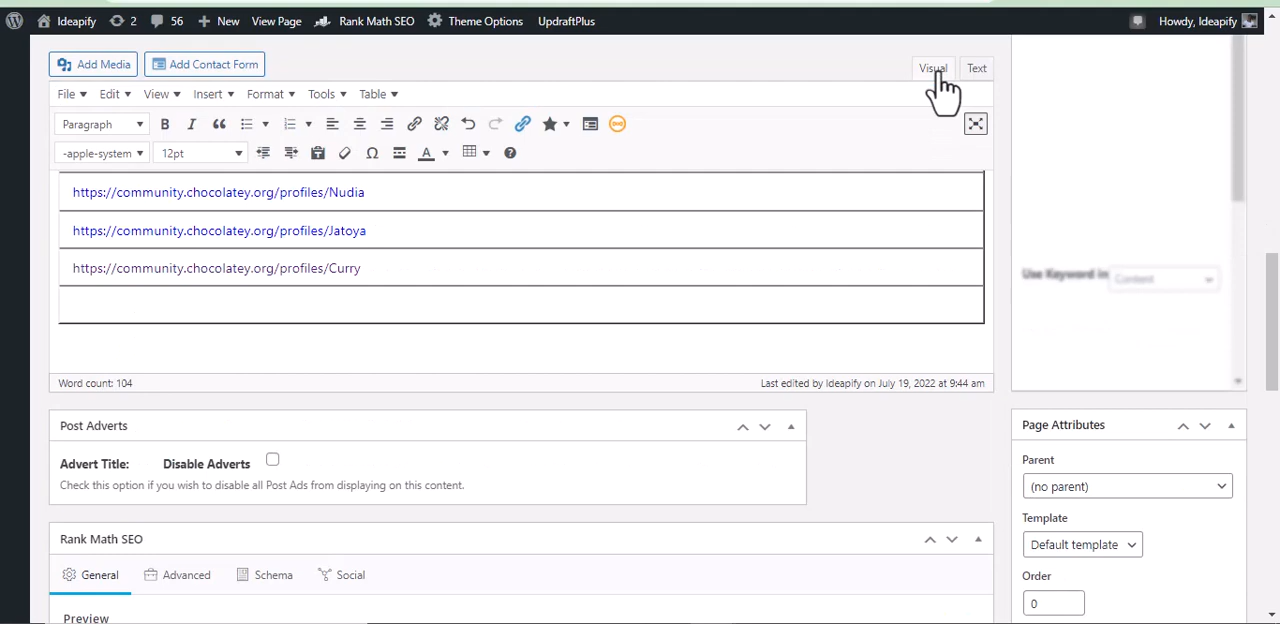 Ideapify 2 56 New View Page Rank Math SEO Theme Options UpdraftPlus Howdy, Ideapify
Add Media Add Contact Form Visual Text
File Edit View Insert Format Tools Table
Paragraph
-apple-system 12pt
https://community.chocolatey.org/profiles/Nudia
https://community.chocolatey.org/profiles/Jatoya
https://community.chocolatey.org/profiles/Curry
Use Keyword in Content
Word count: 104 Last edited by Ideapify on July 19, 2022 at 9:44 am
Post Adverts
Advert Title: Disable Adverts
Check this option if you wish to disable all Post Ads from displaying on this content.
Page Attributes
Parent
(no parent)
Template
Default template
Order
0
Rank Math SEO
General Advanced Schema Social
Preview